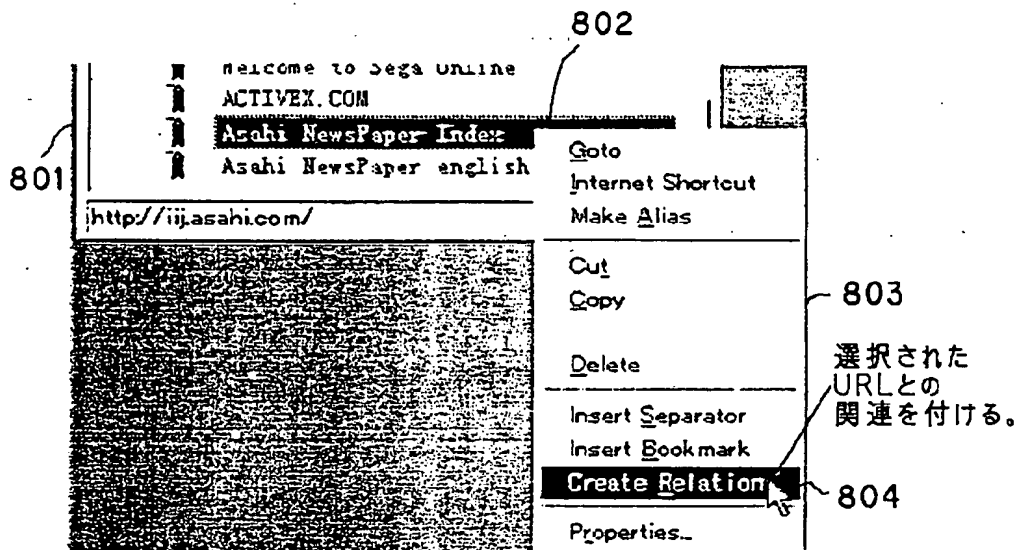 802
Welcome to Sega Online
ACTIVEX.COM
Asahi NewsPaper Index
Asahi NewsPaper english
801
http://iij.asahi.com/
Goto
Internet Shortcut
Make Alias
Cut
Copy
Delete
Insert Separator
Insert Bookmark
Create Relation
Properties...
803
選択された
URLとの
関連を付ける。
804